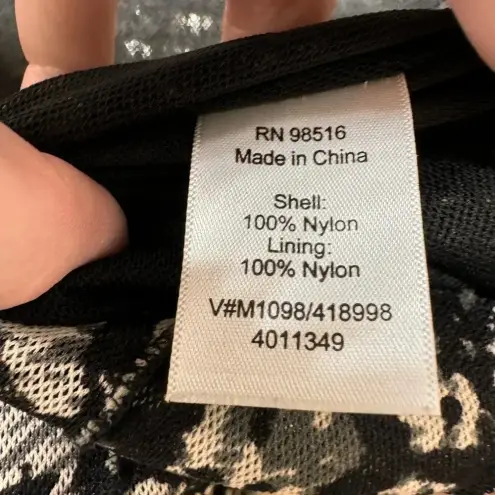 RN 98516
Made in China
Shell:
100% Nylon
Lining:
100% Nylon
V#M1098/418998
4011349